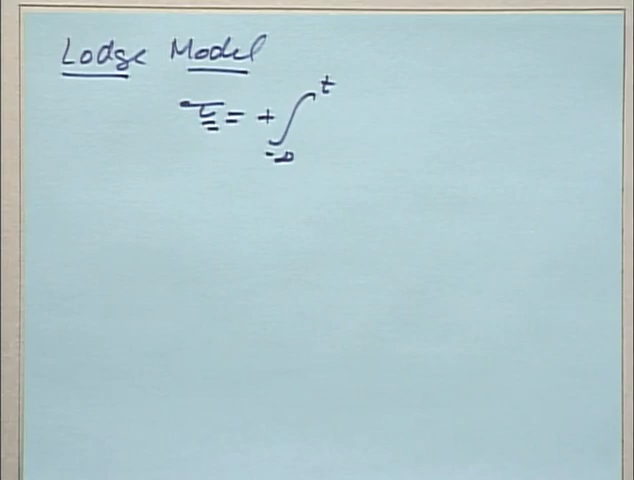 Lodge Model
τ = + ∫_{-∞}^{t}